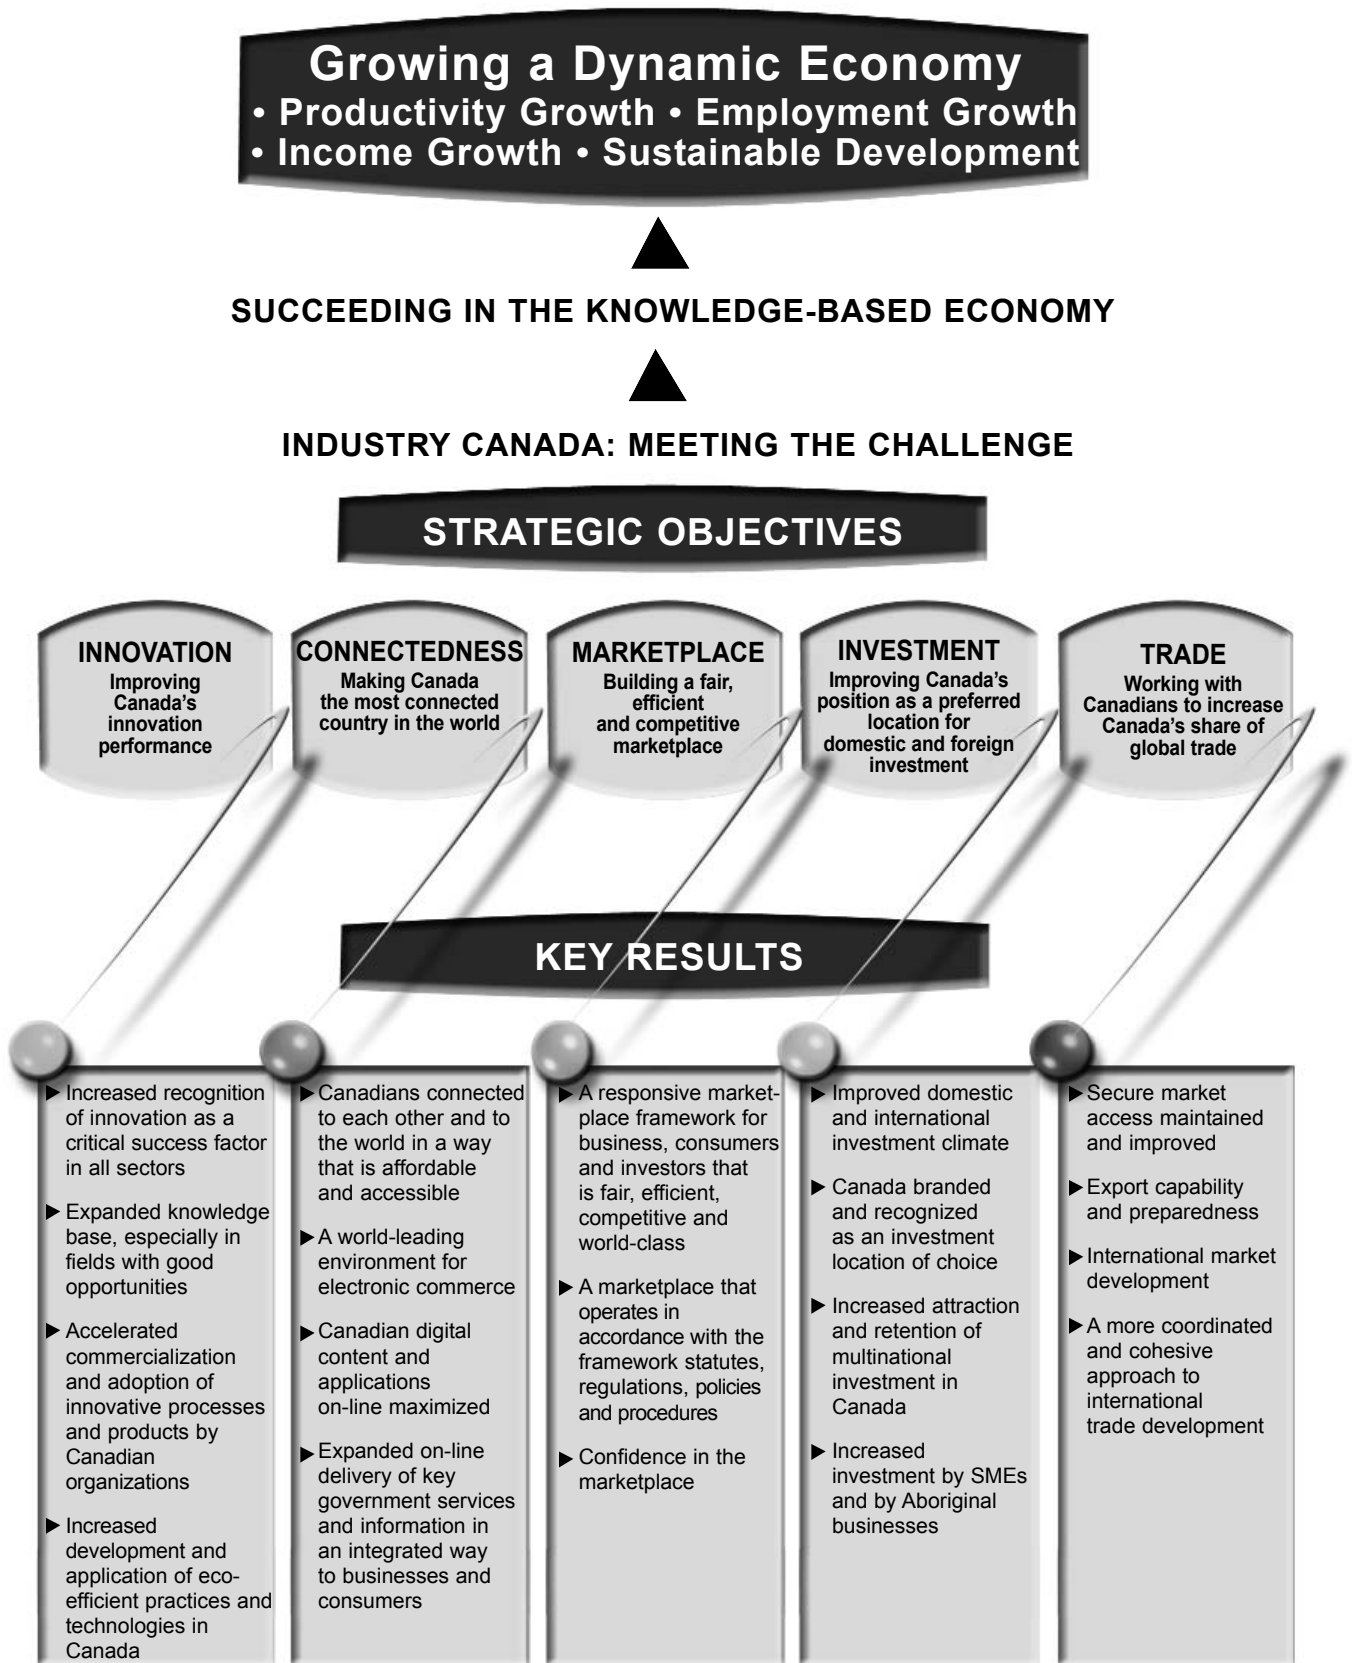 Growing a Dynamic Economy
• Productivity Growth • Employment Growth
• Income Growth • Sustainable Development
SUCCEEDING IN THE KNOWLEDGE-BASED ECONOMY
INDUSTRY CANADA: MEETING THE CHALLENGE
STRATEGIC OBJECTIVES
INNOVATION
Improving
Canada's
innovation
performance
CONNECTEDNESS
Making Canada
the most connected
country in the world
MARKETPLACE
Building a fair,
efficient
and competitive
marketplace
INVESTMENT
Improving Canada's
position as a preferred
location for
domestic and foreign
investment
TRADE
Working with
Canadians to increase
Canada's share of
global trade
KEY RESULTS
Increased recognition
of innovation as a
critical success factor
in all sectors
Expanded knowledge
base, especially in
fields with good
opportunities
Accelerated
commercialization
and adoption of
innovative processes
and products by
Canadian
organizations
Increased
development and
application of eco-
efficient practices and
technologies in
Canada
Canadians connected
to each other and to
the world in a way
that is affordable
and accessible
A world-leading
environment for
electronic commerce
Canadian digital
content and
applications
on-line maximized
Expanded on-line
delivery of key
government services
and information in
an integrated way
to businesses and
consumers
A responsive market-
place framework for
business, consumers
and investors that
is fair, efficient,
competitive and
world-class
A marketplace that
operates in
accordance with the
framework statutes,
regulations, policies
and procedures
Confidence in the
marketplace
Improved domestic
and international
investment climate
Canada branded
and recognized
as an investment
location of choice
Increased attraction
and retention of
multinational
investment in
Canada
Increased
investment by SMEs
and by Aboriginal
businesses
Secure market
access maintained
and improved
Export capability
and preparedness
International market
development
A more coordinated
and cohesive
approach to
international
trade development